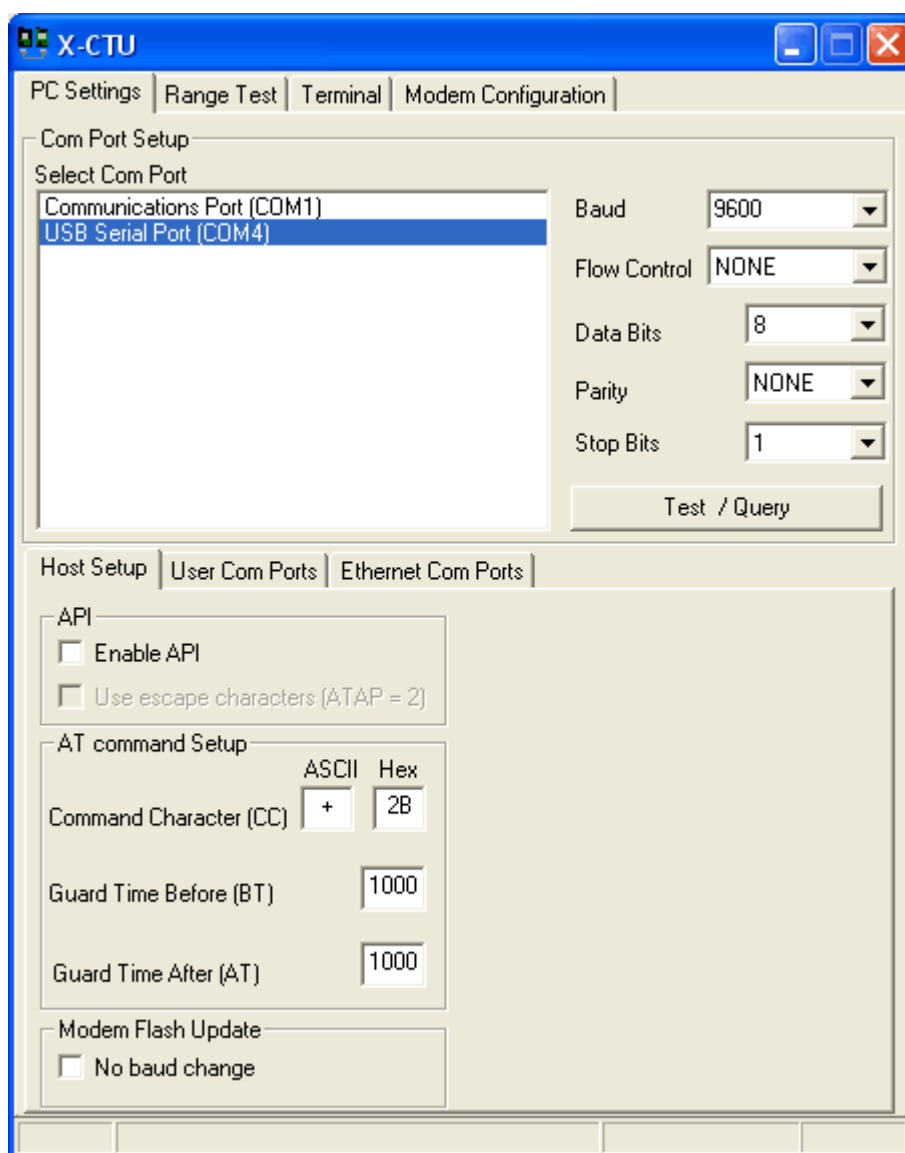 X-CTU
PC Settings Range Test Terminal Modem Configuration
Com Port Setup
Select Com Port
Communications Port (COM1)
USB Serial Port (COM4)
Baud 9600
Flow Control NONE
Data Bits 8
Parity NONE
Stop Bits 1
Test / Query
Host Setup User Com Ports Ethernet Com Ports
API
Enable API
Use escape characters (ATAP = 2)
AT command Setup
ASCII Hex
Command Character (CC) + 2B
Guard Time Before (BT) 1000
Guard Time After (AT) 1000
Modem Flash Update
No baud change